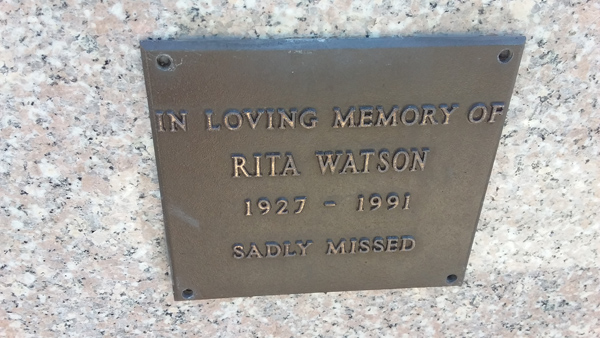 IN LOVING MEMORY OF
RITA WATSON
1927 - 1991
SADLY MISSED